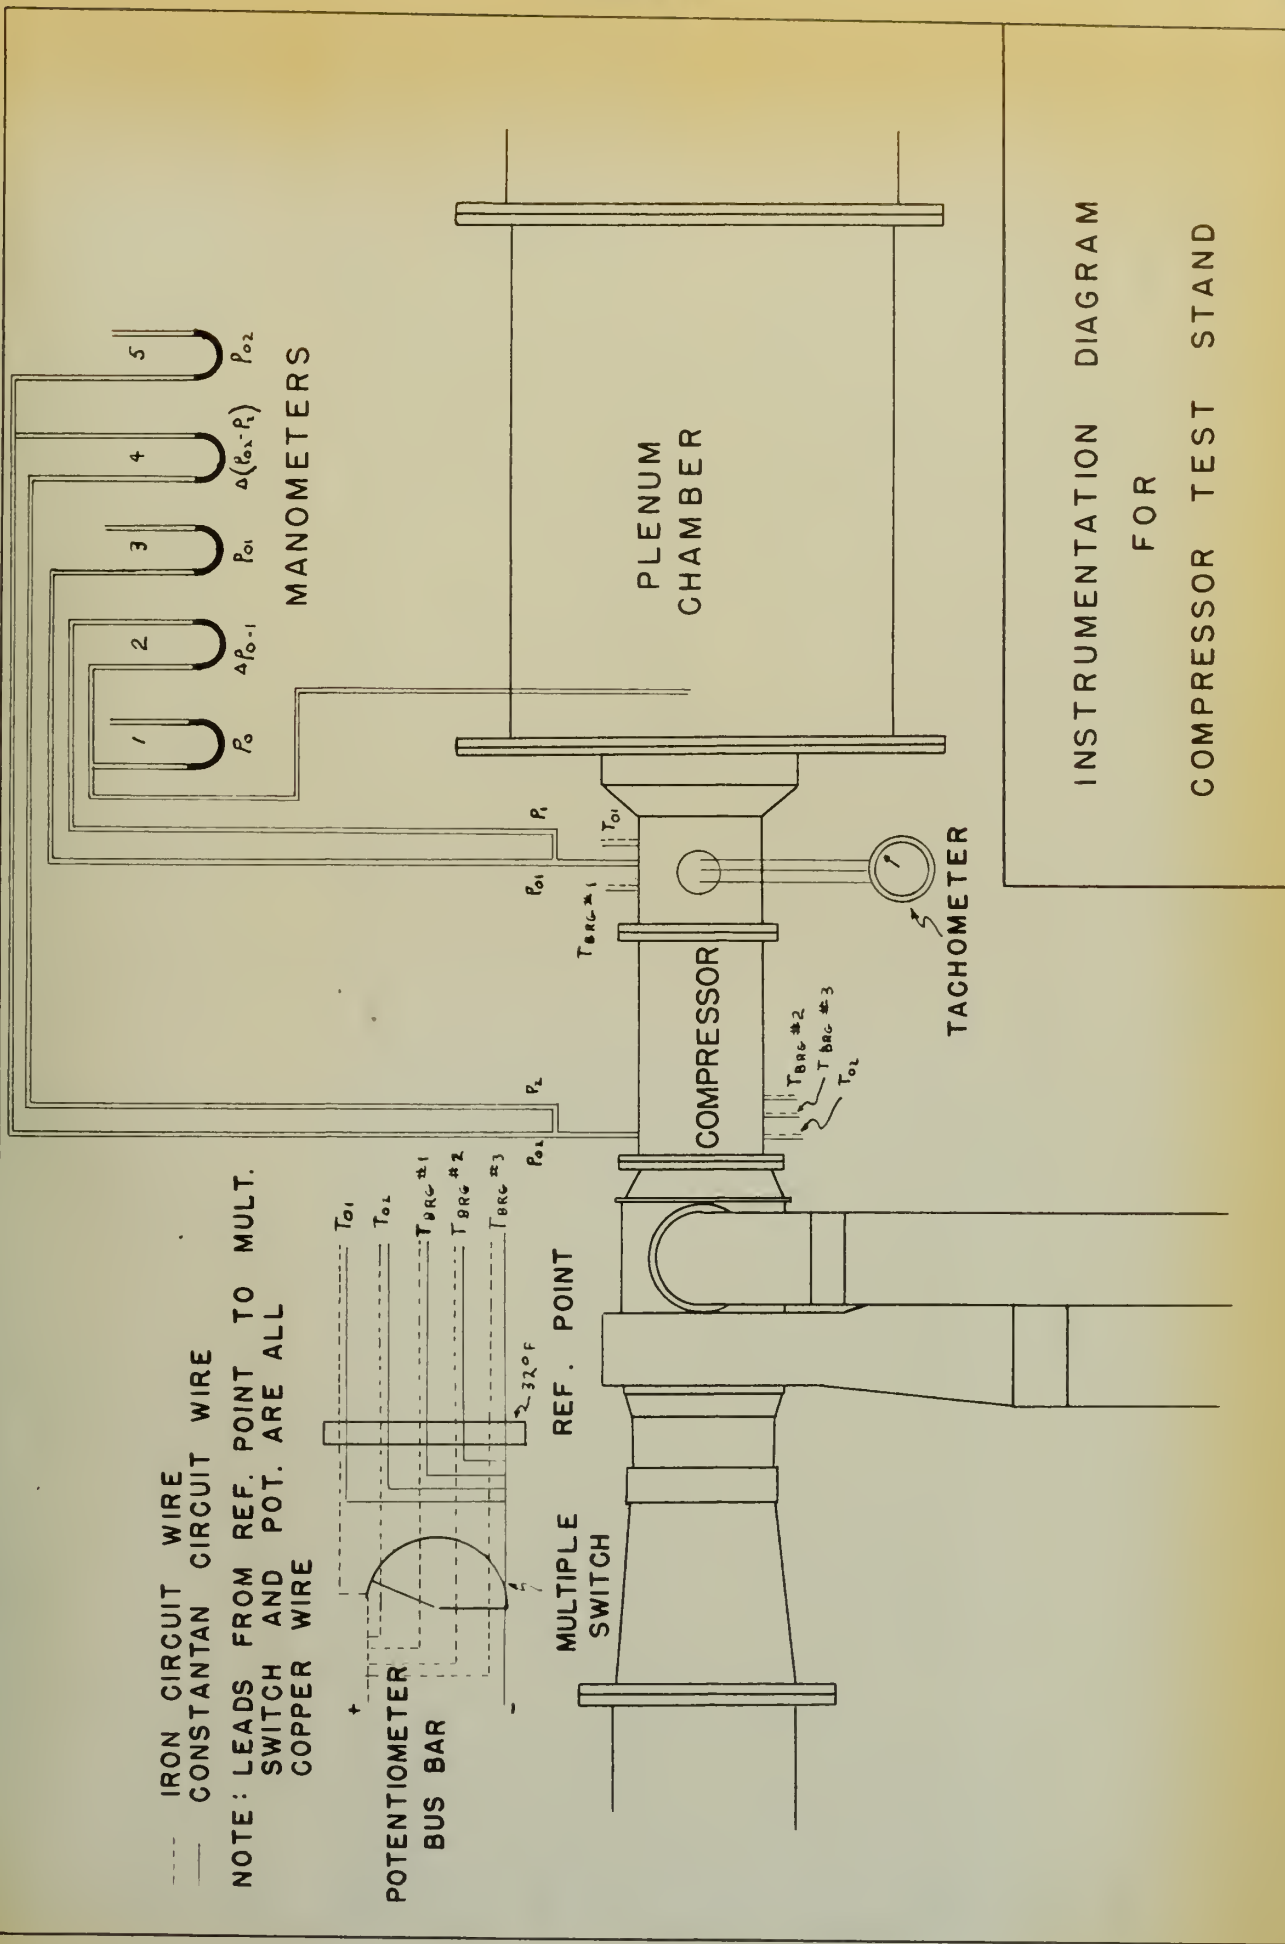 ---- IRON CIRCUIT WIRE
—— CONSTANTAN CIRCUIT WIRE
NOTE: LEADS FROM REF. POINT TO MULT.
SWITCH AND POT. ARE ALL
COPPER WIRE
1
2
3
4
5
P0
ΔP0-1
P01
Δ(P02-P2)
P02
MANOMETERS
+
-
POTENTIOMETER
BUS BAR
MULTIPLE
SWITCH
32°F
REF. POINT
T01
T02
TBRG #1
TBRG #2
TBRG #3
P02
P2
P01
P1
TBRG #1
T01
COMPRESSOR
TBRG #2
TBRG #3
T02
TACHOMETER
PLENUM
CHAMBER
INSTRUMENTATION DIAGRAM
FOR
COMPRESSOR TEST STAND